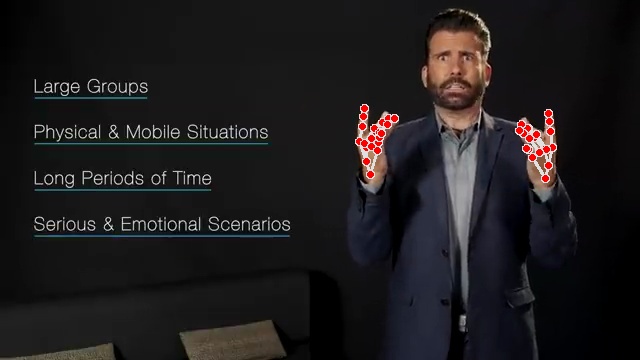 Large Groups
Physical & Mobile Situations
Long Periods of Time
Serious & Emotional Scenarios